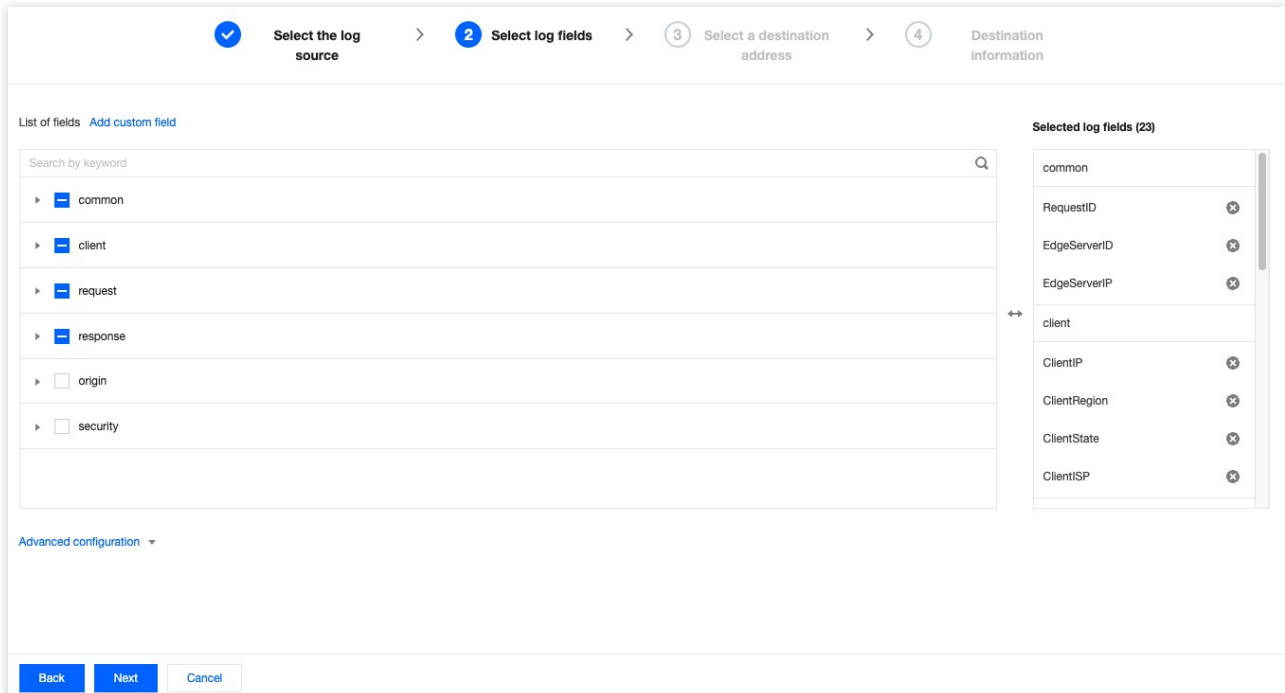 Select the log
source
2 Select log fields
3 Select a destination
address
4 Destination
information
List of fields Add custom field
Selected log fields (23)
Search by keyword
common
client
request
response
origin
security
common
RequestID
EdgeServerID
EdgeServerIP
client
ClientIP
ClientRegion
ClientState
ClientISP
Advanced configuration
Back Next Cancel